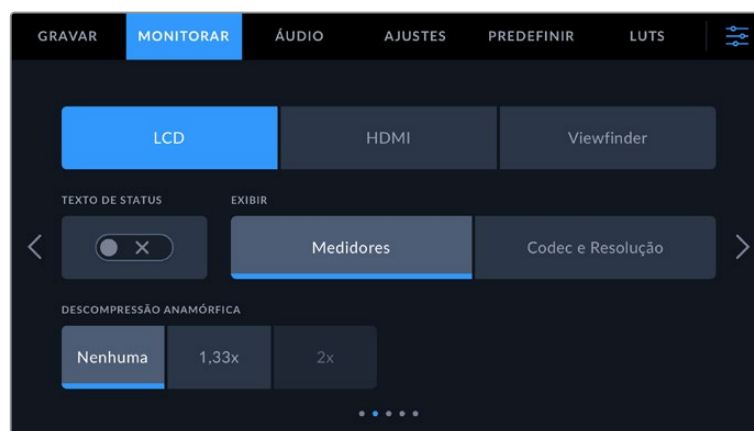 GRAVAR MONITORAR ÁUDIO AJUSTES PREDEFINIR LUTS
LCD HDMI Viewfinder
TEXTO DE STATUS EXIBIR
Medidores Codec e Resolução
DESCOMPRESSÃO ANAMÓRFICA
Nenhuma 1,33x 2x